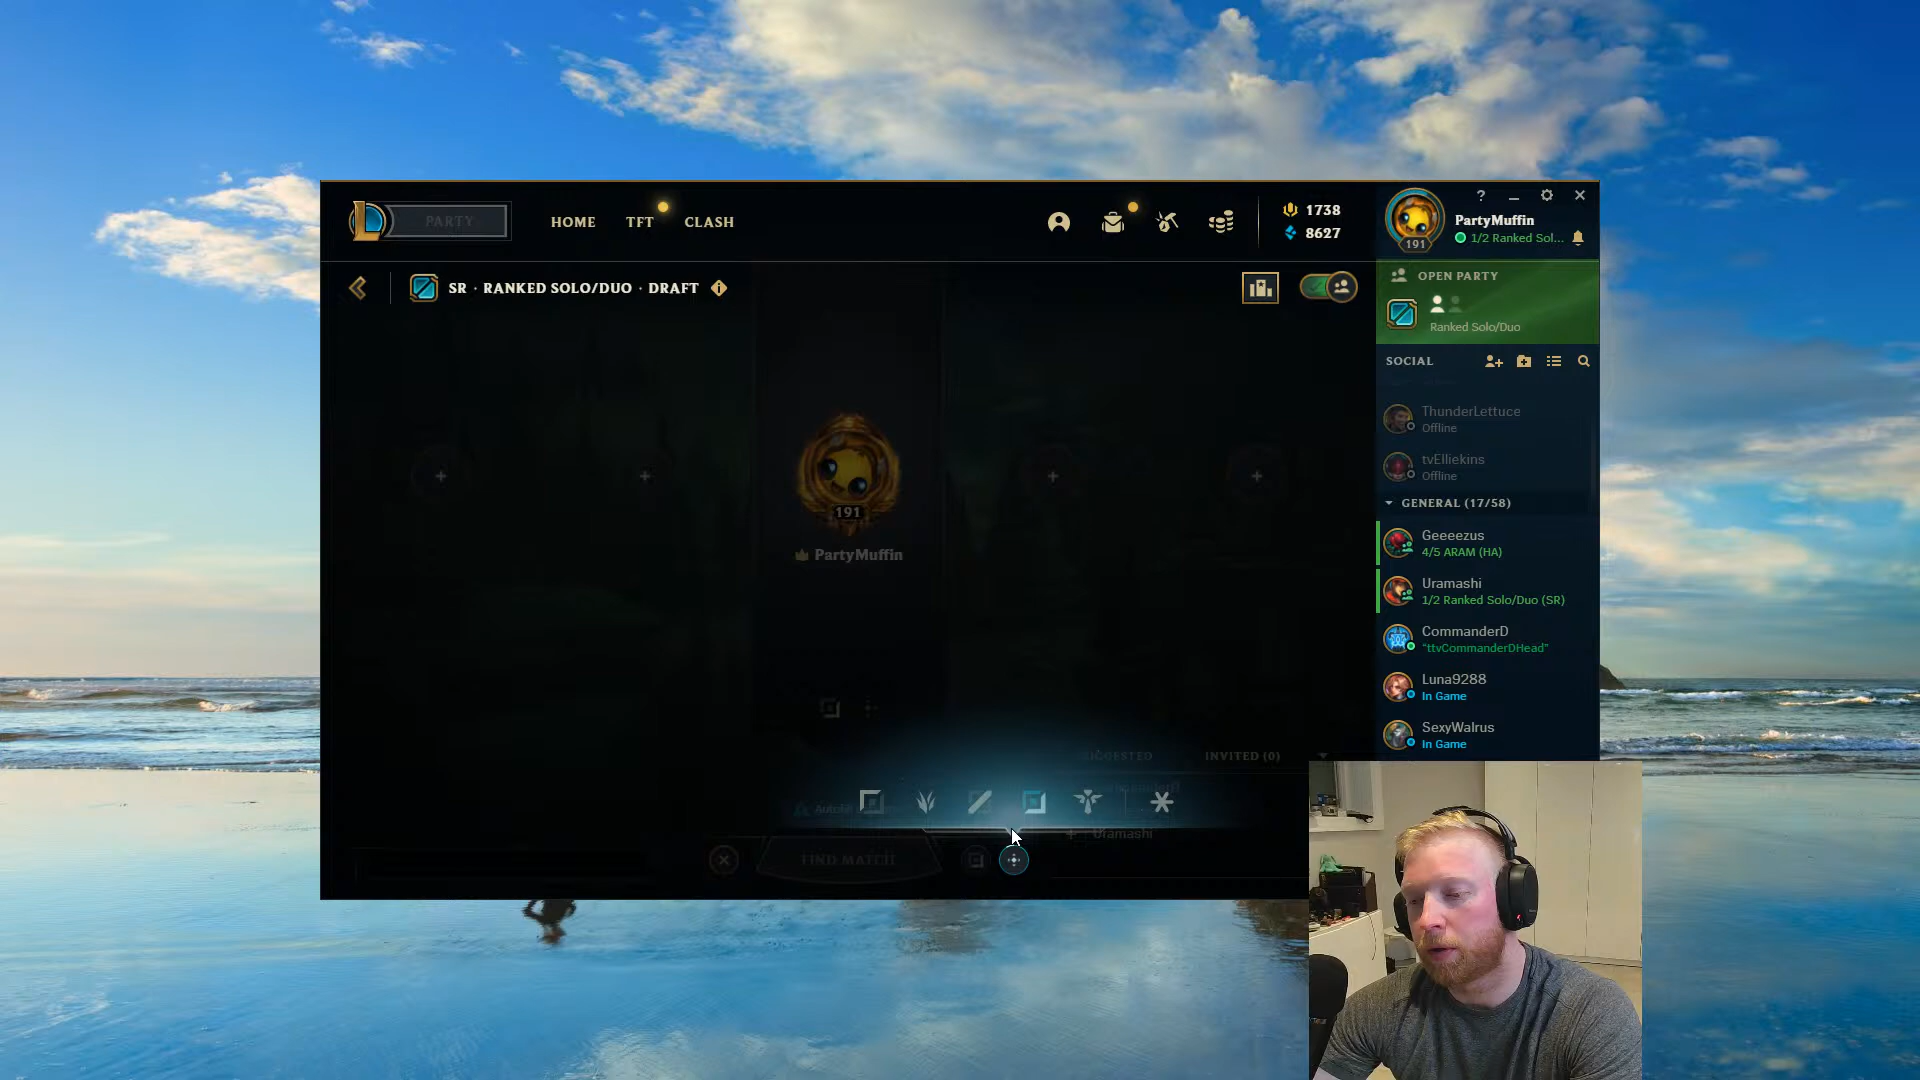 PARTY
HOME
TFT
CLASH
1738
8627
?
191
PartyMuffin
1/2 Ranked Sol...
SR · RANKED SOLO/DUO · DRAFT
OPEN PARTY
Ranked Solo/Duo
SOCIAL
ThunderLettuce
Offline
tvElliekins
Offline
GENERAL (17/58)
Geeeezus
4/5 ARAM (HA)
Uramashi
1/2 Ranked Solo/Duo (SR)
CommanderD
"ttvCommanderDHead"
Luna9288
In Game
SexyWalrus
In Game
191
PartyMuffin
INVITED (0)
Uramashi
FIND MATCH